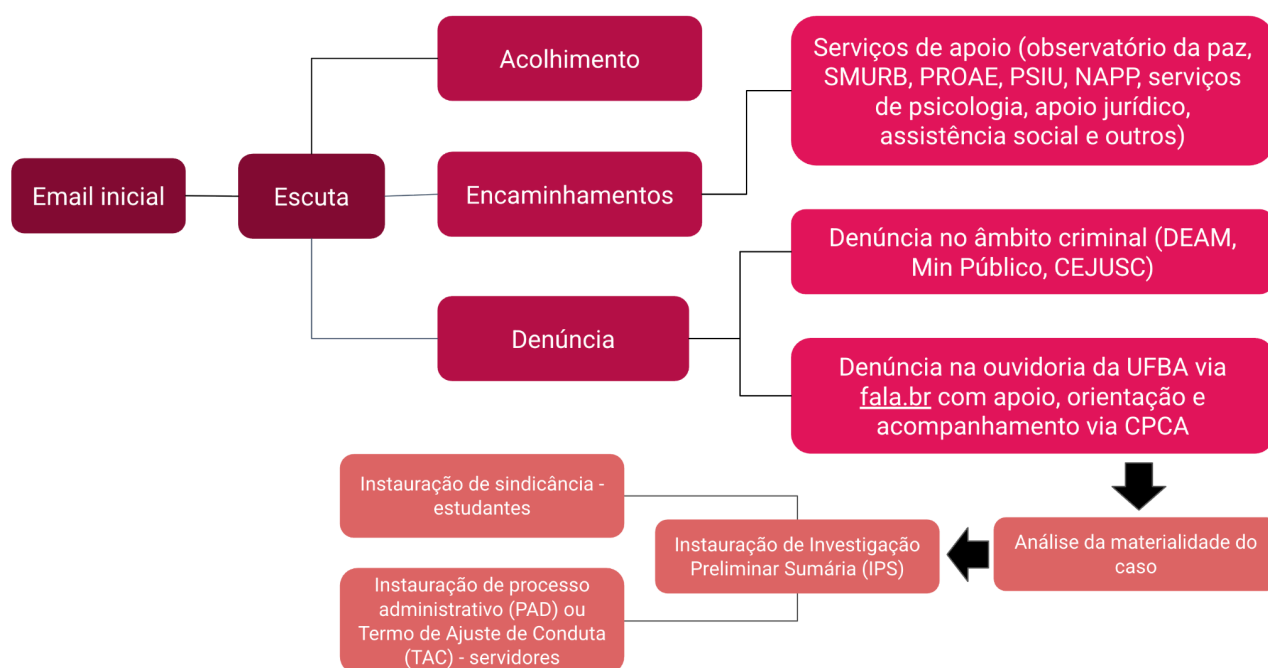 Email inicial
Escuta
Acolhimento
Encaminhamentos
Denúncia
Serviços de apoio (observatório da paz,
SMURB, PROAE, PSIU, NAPP, serviços
de psicologia, apoio jurídico,
assistência social e outros)
Denúncia no âmbito criminal (DEAM,
Min Público, CEJUSC)
Denúncia na ouvidoria da UFBA via
fala.br com apoio, orientação e
acompanhamento via CPCA
Análise da materialidade do
caso
Instauração de Investigação
Preliminar Sumária (IPS)
Instauração de sindicância -
estudantes
Instauração de processo
administrativo (PAD) ou
Termo de Ajuste de Conduta
(TAC) - servidores